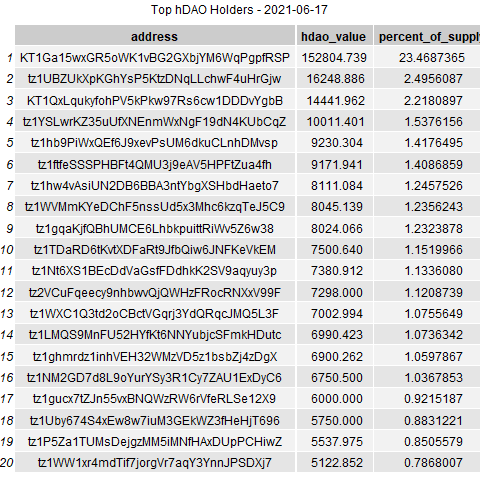 Top hDAO Holders - 2021-06-17
address hdao_value percent_of_supply
1 KT1Ga15wxGR5oWK1vBG2GXbjYM6WqPgpfRSP 152804.739 23.4687365
2 tz1UBZUkXpKGhYsP5KtzDNqLLchwF4uHrGjw 16248.886 2.4956087
3 KT1QxLqukyfohPV5kPkw97Rs6cw1DDDvYgbB 14441.962 2.2180897
4 tz1YSLwrKZ35uUfXNEnmWxNgF19dN4KUbCqZ 10011.401 1.5376156
5 tz1hb9PiWxQEf6J9xevPsUM6dkuCLnhDMvsp 9230.304 1.4176495
6 tz1ftfeSSSPHBFt4QMU3j9eAV5HPFtZua4fh 9171.941 1.4086859
7 tz1hw4vAsiUN2DB6BBA3ntYbgXSHbdHaeto7 8111.084 1.2457526
8 tz1WVMmKYeDChF5nssUd5x3Mhc6kzqTeJ5C9 8045.139 1.2356243
9 tz1gqaKjfQBhUMCE6LhbkpuittRiWv5Z6w38 8024.066 1.2323878
10 tz1TDaRD6tKvtXDFaRt9JfbQiw6JNFKeVkEM 7500.640 1.1519966
11 tz1Nt6XS1BEcDdVaGsfFDdhkK2SV9aqyuy3p 7380.912 1.1336080
12 tz2VCuFqeecy9nhbwvQjQWHzFRocRNXxV99F 7298.000 1.1208739
13 tz1WXC1Q3td2oCBctVGqrj3YdQRqcJMQ5L3F 7002.994 1.0755649
14 tz1LMQS9MnFU52HYfKt6NNYubjcSFmkHDutc 6990.423 1.0736342
15 tz1ghmrdz1inhVEH32WMzVD5z1bsbZj4zDgX 6900.262 1.0597867
16 tz1NM2GD7d8L9oYurYSy3R1Cy7ZAU1ExDyC6 6750.500 1.0367853
17 tz1gucx7tZJn55vxBNQWzRW6rVfeRLSe12X9 6000.000 0.9215187
18 tz1Uby674S4xEw8w7iuM3GEkWZ3fHeHjT696 5750.000 0.8831221
19 tz1P5Za1TUMsDejgzMM5iMNfHAxDUpPCHiwZ 5537.975 0.8505579
20 tz1WW1xr4mdTif7jorgVr7aqY3YnnJPSDXj7 5122.852 0.7868007